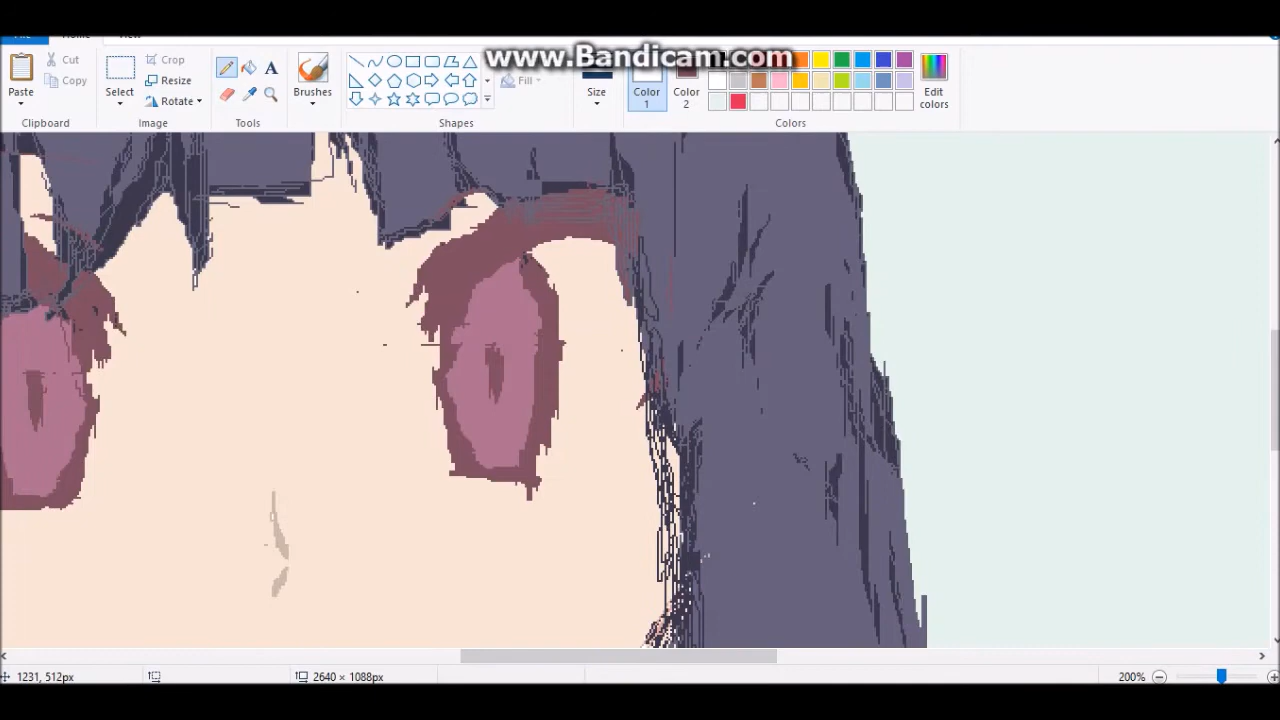 www.Bandicam.com
Cut
Copy
Paste
Clipboard
Select
Crop
Resize
Rotate
Image
Tools
Brushes
Fill
Shapes
Size
Color
1
Color
2
Edit
colors
Colors
1231, 512px
2640 × 1088px
200%